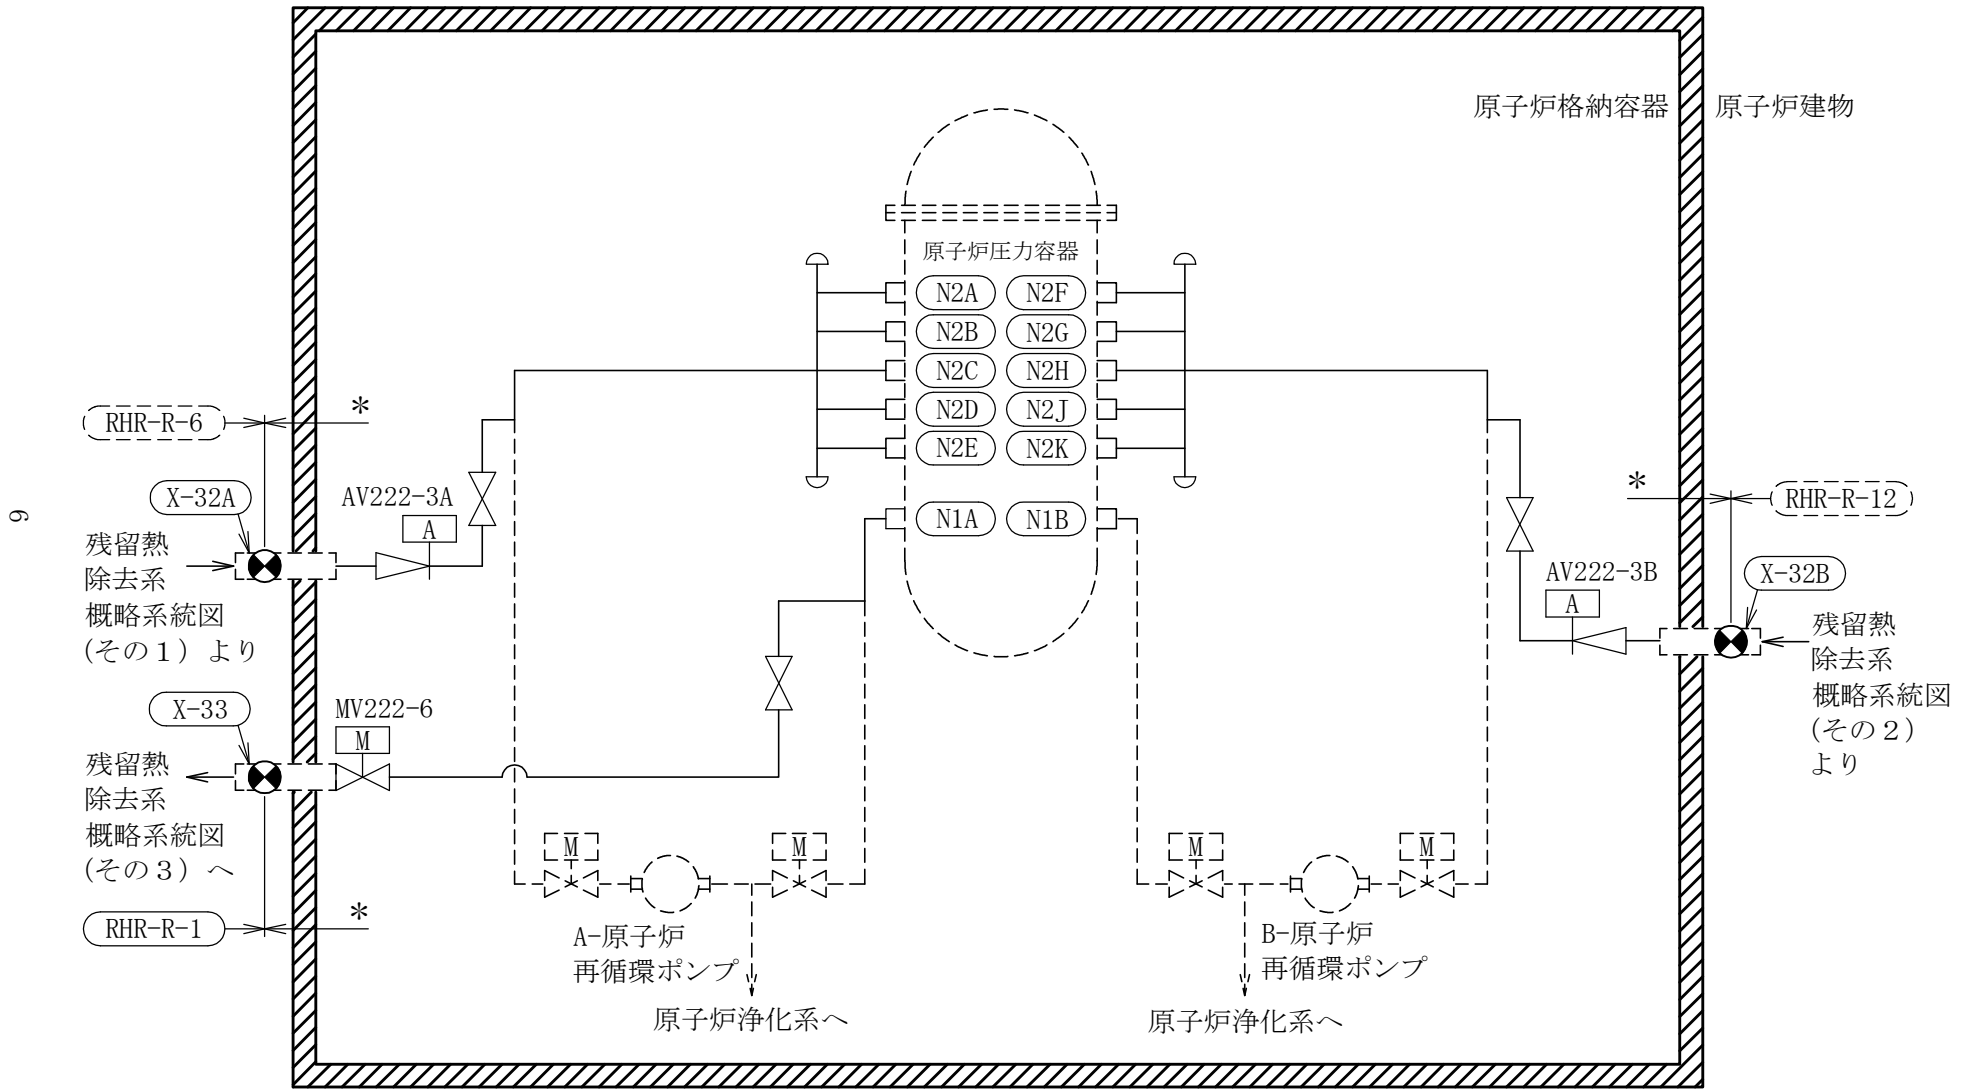 原子炉格納容器
原子炉建物
原子炉圧力容器
N2A
N2F
N2B
N2G
N2C
N2H
N2D
N2J
N2E
N2K
N1A
N1B
RHR-R-6
*
X-32A
AV222-3A
A
残留熱
除去系
概略系統図
(その1)より
X-33
MV222-6
M
残留熱
除去系
概略系統図
(その3)へ
RHR-R-1
*
M
M
A-原子炉
再循環ポンプ
原子炉浄化系へ
M
M
B-原子炉
再循環ポンプ
原子炉浄化系へ
*
RHR-R-12
AV222-3B
A
X-32B
残留熱
除去系
概略系統図
(その2)
より
9